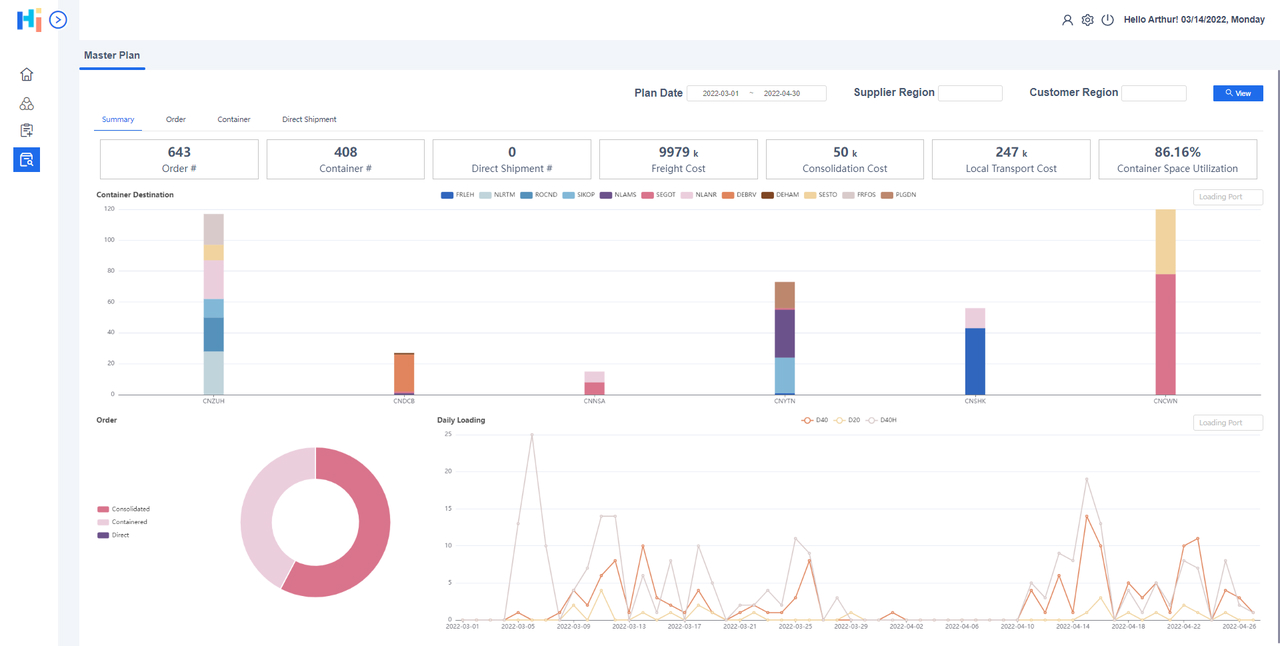 Hi
Hello Arthur! 03/14/2022, Monday
Master Plan
Plan Date 2022-03-01 ~ 2022-04-30 Supplier Region Customer Region View
Summary Order Container Direct Shipment
643 408 0 9979 k 50 k 247 k 86.16%
Order # Container # Direct Shipment # Freight Cost Consolidation Cost Local Transport Cost Container Space Utilization
Container Destination FRLEH NLRTM ROCND SIKOP NLAMS SEGOT NLANR DEBRV DEHAM SESTO FRFOS PLGDN Loading Port
120
100
80
60
40
20
0
CNZUH CNDCB CNNSA CNYTN CNSHK CNCWN
Order Daily Loading D40 D20 D40H Loading Port
25
20
15
10
5
0
Consolidated
Containered
Direct
2022-03-01 2022-03-05 2022-03-09 2022-03-13 2022-03-17 2022-03-21 2022-03-25 2022-03-29 2022-04-02 2022-04-06 2022-04-10 2022-04-14 2022-04-18 2022-04-22 2022-04-26